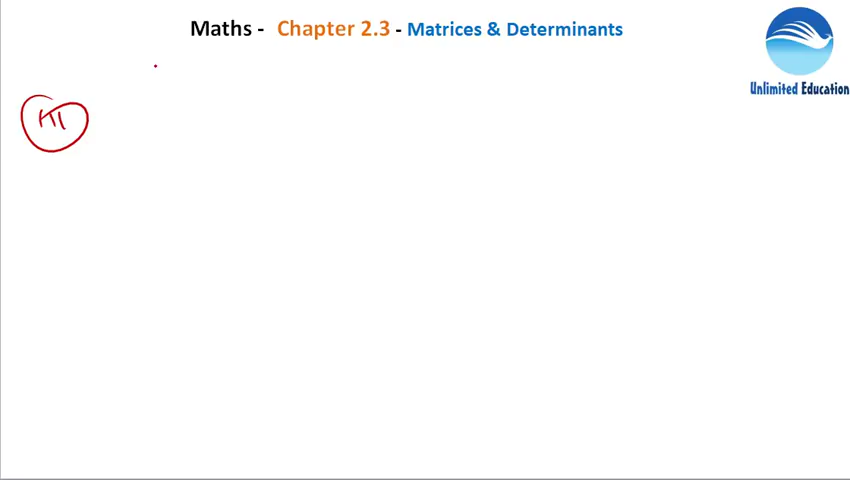 Maths - Chapter 2.3 - Matrices & Determinants
Unlimited Education